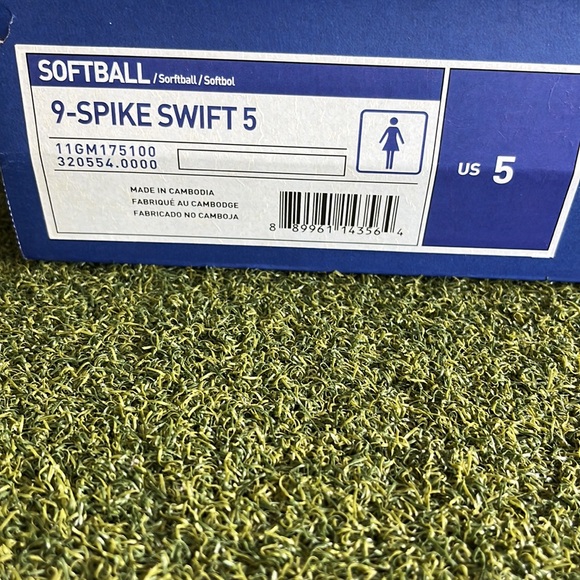 SOFTBALL / Sorftball / Softbol
9-SPIKE SWIFT 5
11GM175100
320554.0000
US 5
MADE IN CAMBODIA
FABRIQUÉ AU CAMBODGE
FABRICADO NO CAMBOJA
8 89961 14356 4